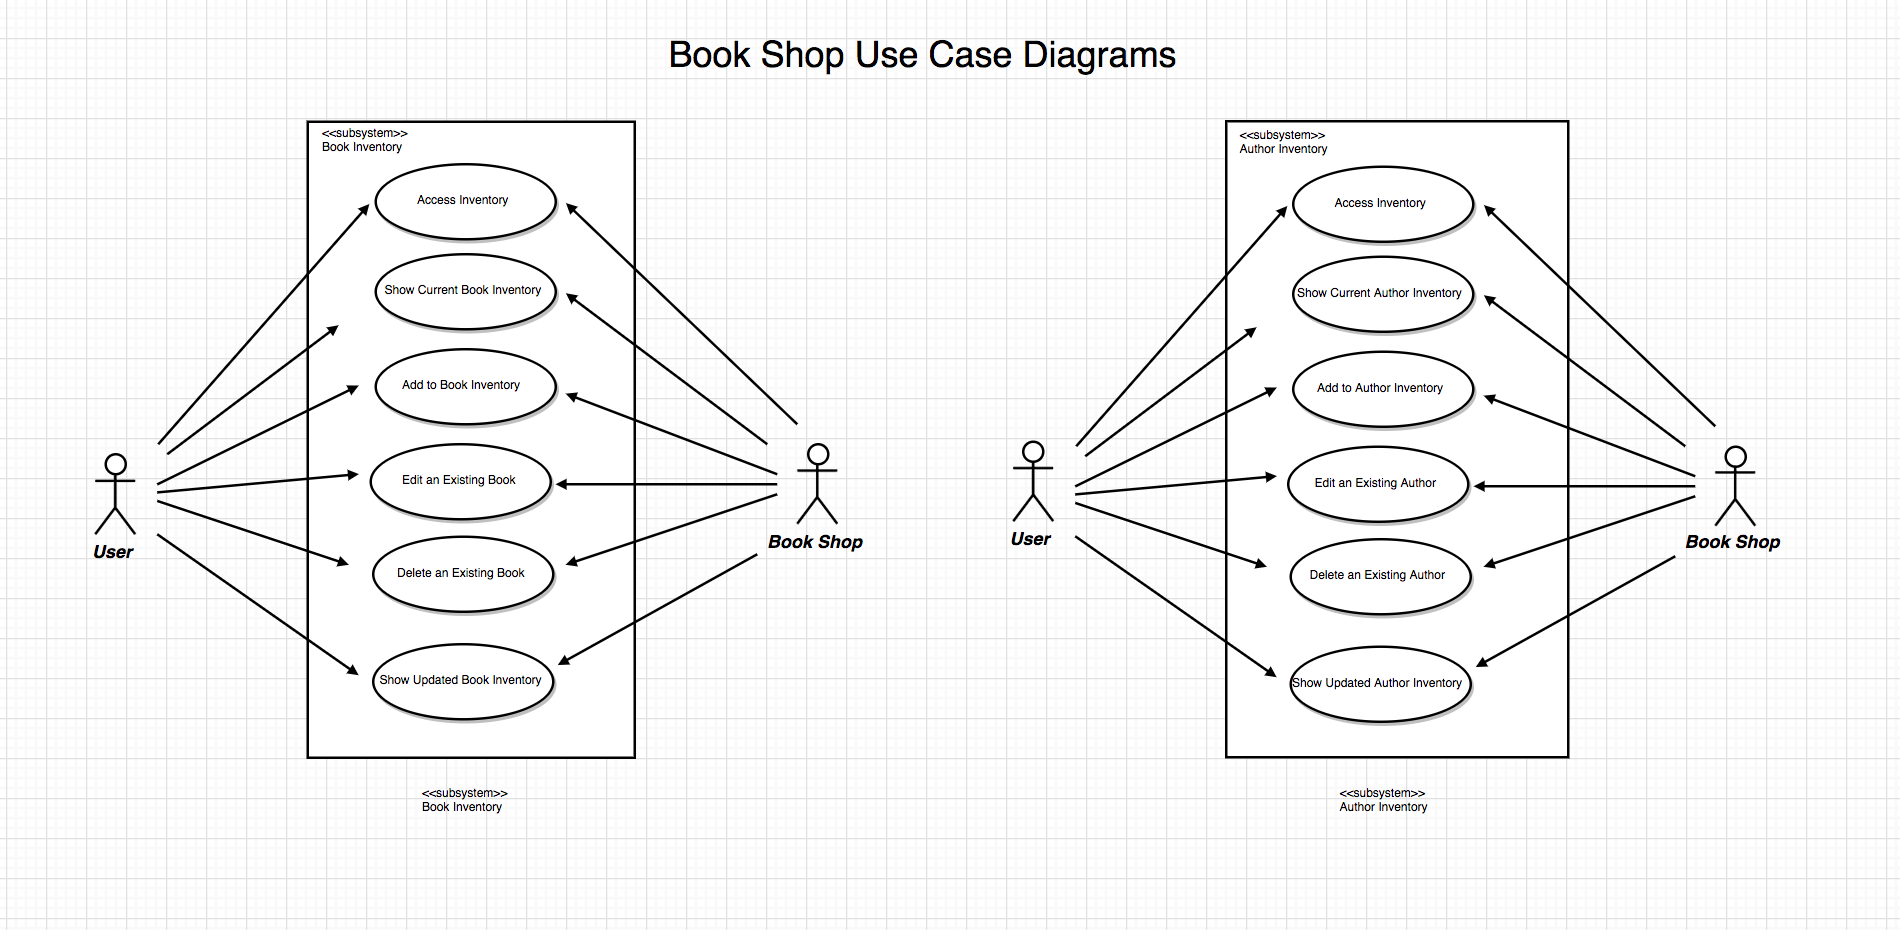 Book Shop Use Case Diagrams
<<subsystem>>
Book Inventory
Access Inventory
Show Current Book Inventory
Add to Book Inventory
Edit an Existing Book
Delete an Existing Book
Show Updated Book Inventory
User
Book Shop
<<subsystem>>
Book Inventory
<<subsystem>>
Author Inventory
Access Inventory
Show Current Author Inventory
Add to Author Inventory
Edit an Existing Author
Delete an Existing Author
Show Updated Author Inventory
User
Book Shop
<<subsystem>>
Author Inventory